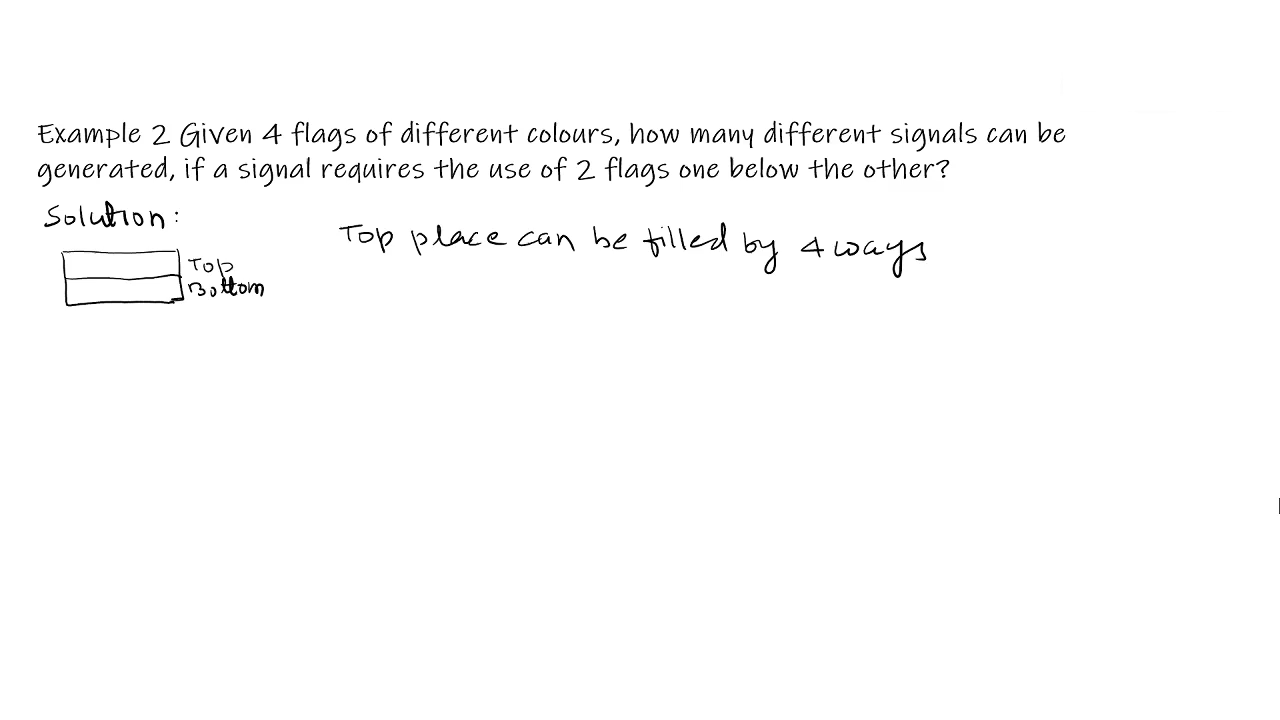 Example 2 Given 4 flags of different colours, how many different signals can be
generated, if a signal requires the use of 2 flags one below the other?
Solution:
Top place can be filled by 4 ways
Top
Bottom